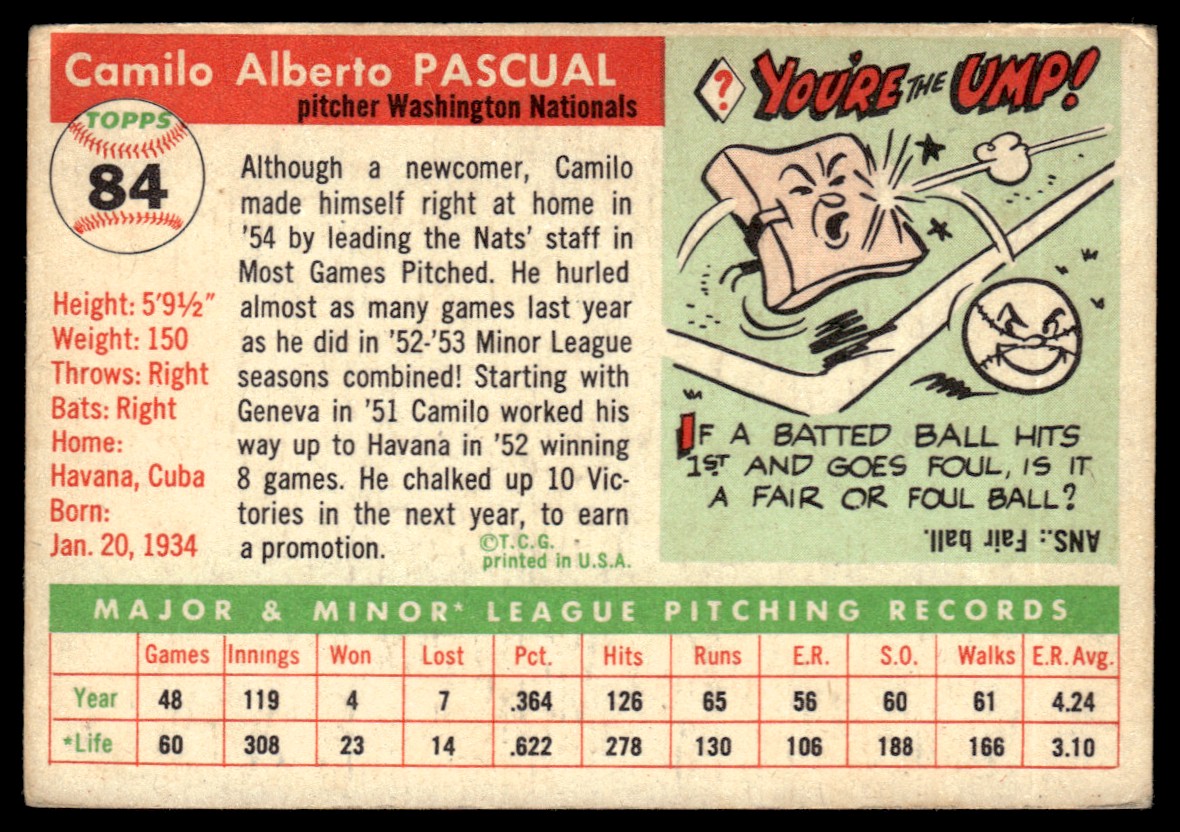 Camilo Alberto PASCUAL
pitcher Washington Nationals
TOPPS
84
Height: 5'9½"
Weight: 150
Throws: Right
Bats: Right
Home:
Havana, Cuba
Born:
Jan. 20, 1934
Although a newcomer, Camilo
made himself right at home in
'54 by leading the Nats' staff in
Most Games Pitched. He hurled
almost as many games last year
as he did in '52-'53 Minor League
seasons combined! Starting with
Geneva in '51 Camilo worked his
way up to Havana in '52 winning
8 games. He chalked up 10 Vic-
tories in the next year, to earn
a promotion.
©T.C.G.
printed in U.S.A.
? YOU'RE THE UMP!
IF A BATTED BALL HITS
1ST AND GOES FOUL, IS IT
A FAIR OR FOUL BALL?
ANS.: Fair ball.
MAJOR & MINOR* LEAGUE PITCHING RECORDS
Games Innings Won Lost Pct. Hits Runs E.R. S.O. Walks E.R. Avg.
Year 48 119 4 7 .364 126 65 56 60 61 4.24
*Life 60 308 23 14 .622 278 130 106 188 166 3.10